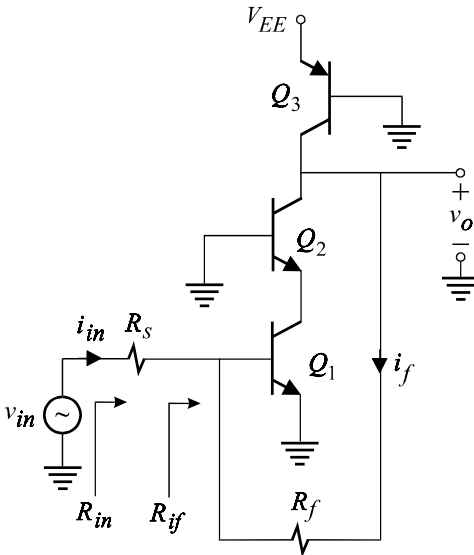 V_EE
Q_3
+
v_o
−
Q_2
R_s
i_in
i_f
Q_1
v_in
~
R_in
R_if
R_f